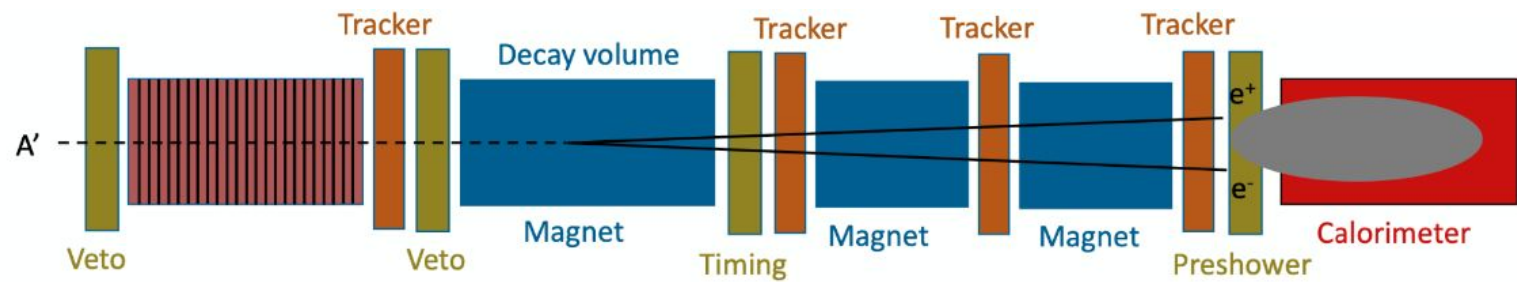 Tracker
Decay volume
Tracker
Tracker
Tracker
A'
e⁺
e⁻
Veto
Veto
Magnet
Timing
Magnet
Magnet
Preshower
Calorimeter